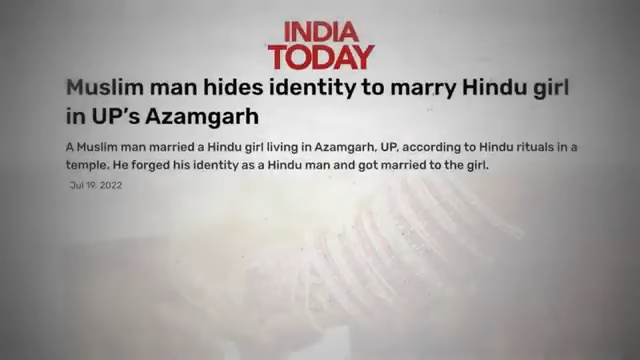 INDIA
TODAY
Muslim man hides identity to marry Hindu girl
in UP's Azamgarh
A Muslim man married a Hindu girl living in Azamgarh, UP, according to Hindu rituals in a
temple. He forged his identity as a Hindu man and got married to the girl.
Jul 19, 2022